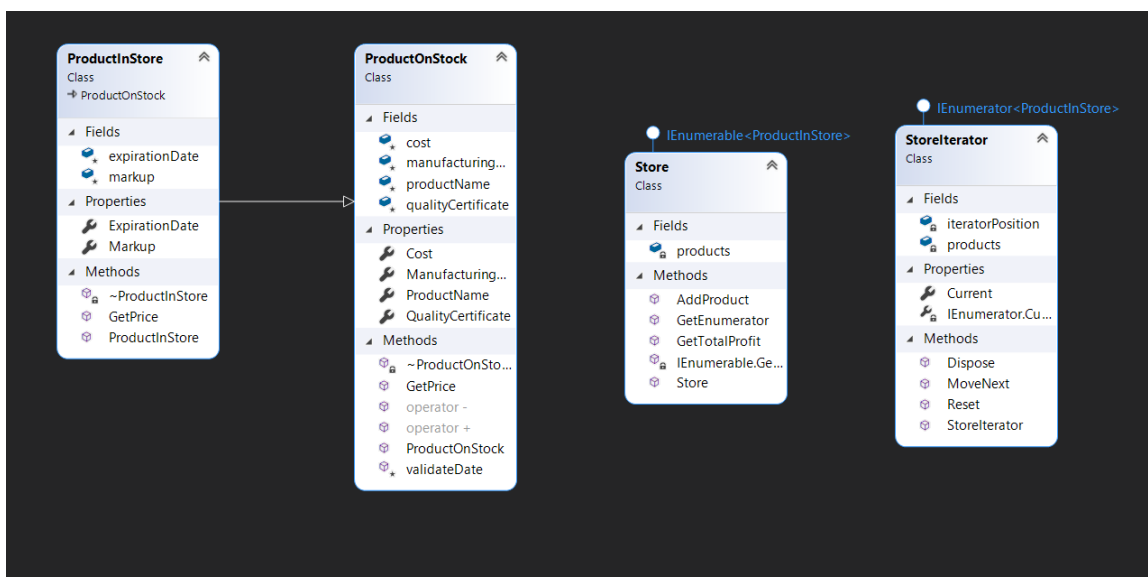 ProductInStore
Class
ProductOnStock
Fields
expirationDate
markup
Properties
ExpirationDate
Markup
Methods
~ProductInStore
GetPrice
ProductInStore
ProductOnStock
Class
Fields
cost
manufacturing...
productName
qualityCertificate
Properties
Cost
Manufacturing...
ProductName
QualityCertificate
Methods
~ProductOnSto...
GetPrice
operator -
operator +
ProductOnStock
validateDate
IEnumerable<ProductInStore>
Store
Class
Fields
products
Methods
AddProduct
GetEnumerator
GetTotalProfit
IEnumerable.Ge...
Store
IEnumerator<ProductInStore>
StoreIterator
Class
Fields
iteratorPosition
products
Properties
Current
IEnumerator.Cu...
Methods
Dispose
MoveNext
Reset
StoreIterator